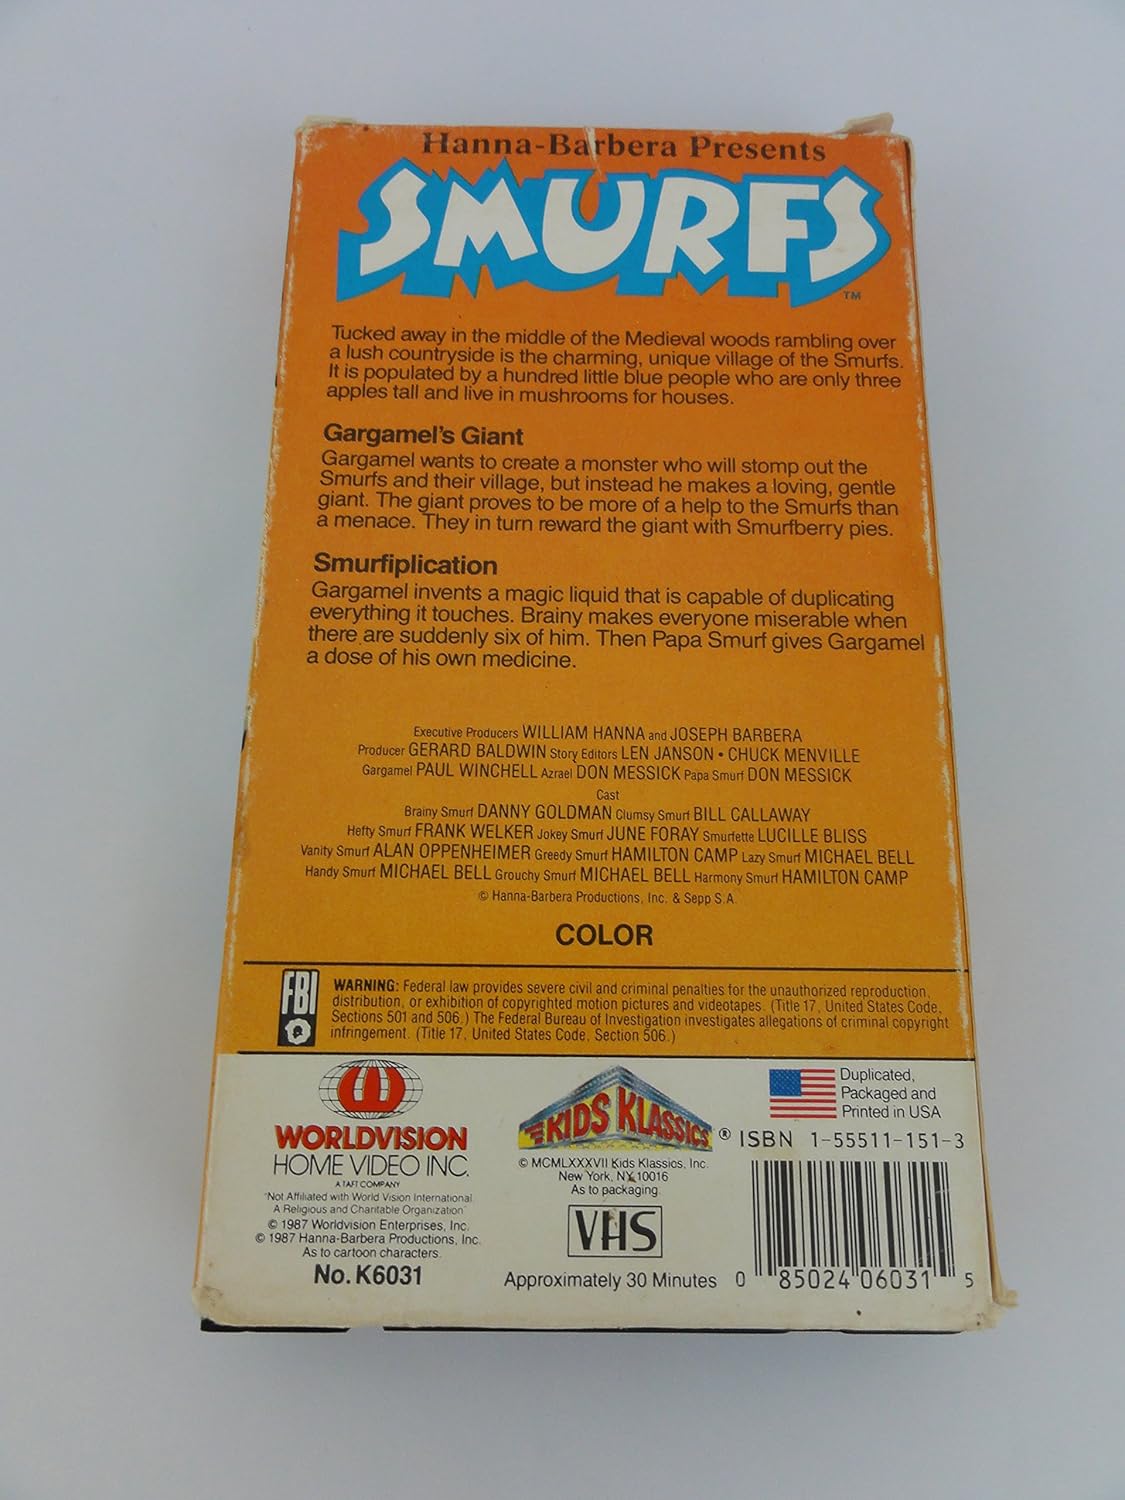 Hanna-Barbera Presents
SMURFS
TM
Tucked away in the middle of the Medieval woods rambling over
a lush countryside is the charming, unique village of the Smurfs.
It is populated by a hundred little blue people who are only three
apples tall and live in mushrooms for houses.
Gargamel's Giant
Gargamel wants to create a monster who will stomp out the
Smurfs and their village, but instead he makes a loving, gentle
giant. The giant proves to be more of a help to the Smurfs than
a menace. They in turn reward the giant with Smurfberry pies.
Smurfiplication
Gargamel invents a magic liquid that is capable of duplicating
everything it touches. Brainy makes everyone miserable when
there are suddenly six of him. Then Papa Smurf gives Gargamel
a dose of his own medicine.
Executive Producers WILLIAM HANNA and JOSEPH BARBERA
Producer GERARD BALDWIN Story Editors LEN JANSON • CHUCK MENVILLE
Gargamel PAUL WINCHELL Azrael DON MESSICK Papa Smurf DON MESSICK
Cast
Brainy Smurf DANNY GOLDMAN Clumsy Smurf BILL CALLAWAY
Hefty Smurf FRANK WELKER Jokey Smurf JUNE FORAY Smurfette LUCILLE BLISS
Vanity Smurf ALAN OPPENHEIMER Greedy Smurf HAMILTON CAMP Lazy Smurf MICHAEL BELL
Handy Smurf MICHAEL BELL Grouchy Smurf MICHAEL BELL Harmony Smurf HAMILTON CAMP
© Hanna-Barbera Productions, Inc. & Sepp S.A.
COLOR
FBI
WARNING: Federal law provides severe civil and criminal penalties for the unauthorized reproduction,
distribution, or exhibition of copyrighted motion pictures and videotapes. (Title 17, United States Code,
Sections 501 and 506.) The Federal Bureau of Investigation investigates allegations of criminal copyright
infringement. (Title 17, United States Code, Section 506.)
WORLDVISION
HOME VIDEO INC.
A TAFT COMPANY
"Not Affiliated with World Vision International
A Religious and Charitable Organization"
© 1987 Worldvision Enterprises, Inc.
© 1987 Hanna-Barbera Productions, Inc.
As to cartoon characters.
No. K6031
KIDS KLASSICS ®
© MCMLXXXVII Kids Klassics, Inc.
New York, NY 10016
As to packaging
VHS
Approximately 30 Minutes
Duplicated,
Packaged and
Printed in USA
ISBN 1-55511-151-3
0 85024 06031 5